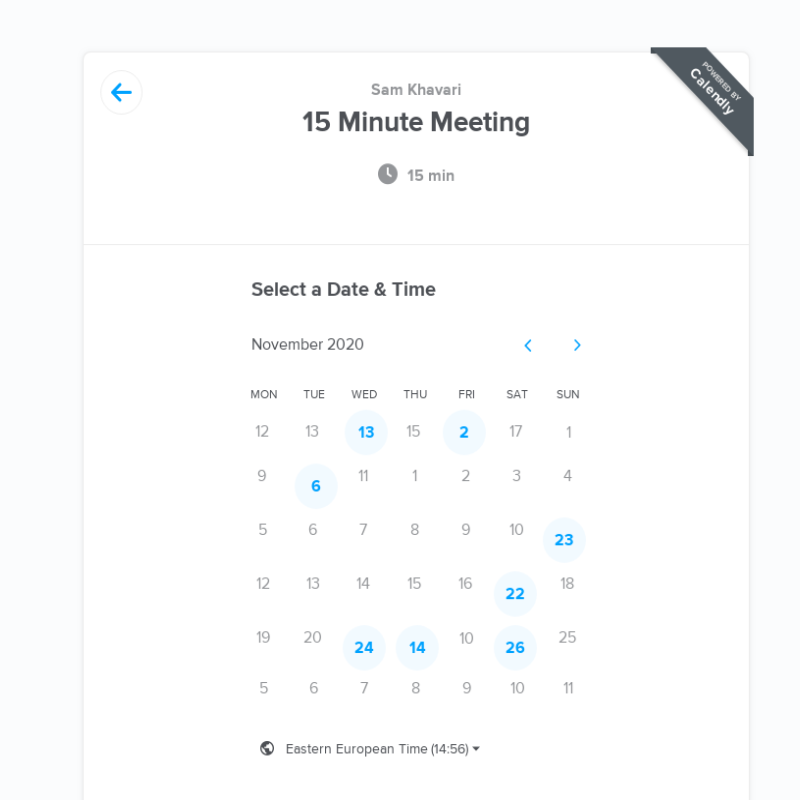 POWERED BY
Calendly
Sam Khavari
15 Minute Meeting
15 min
Select a Date & Time
November 2020
MON TUE WED THU FRI SAT SUN
12 13 13 15 2 17 1
9 6 11 1 2 3 4
5 6 7 8 9 10 23
12 13 14 15 16 22 18
19 20 24 14 10 26 25
5 6 7 8 9 10 11
Eastern European Time (14:56)